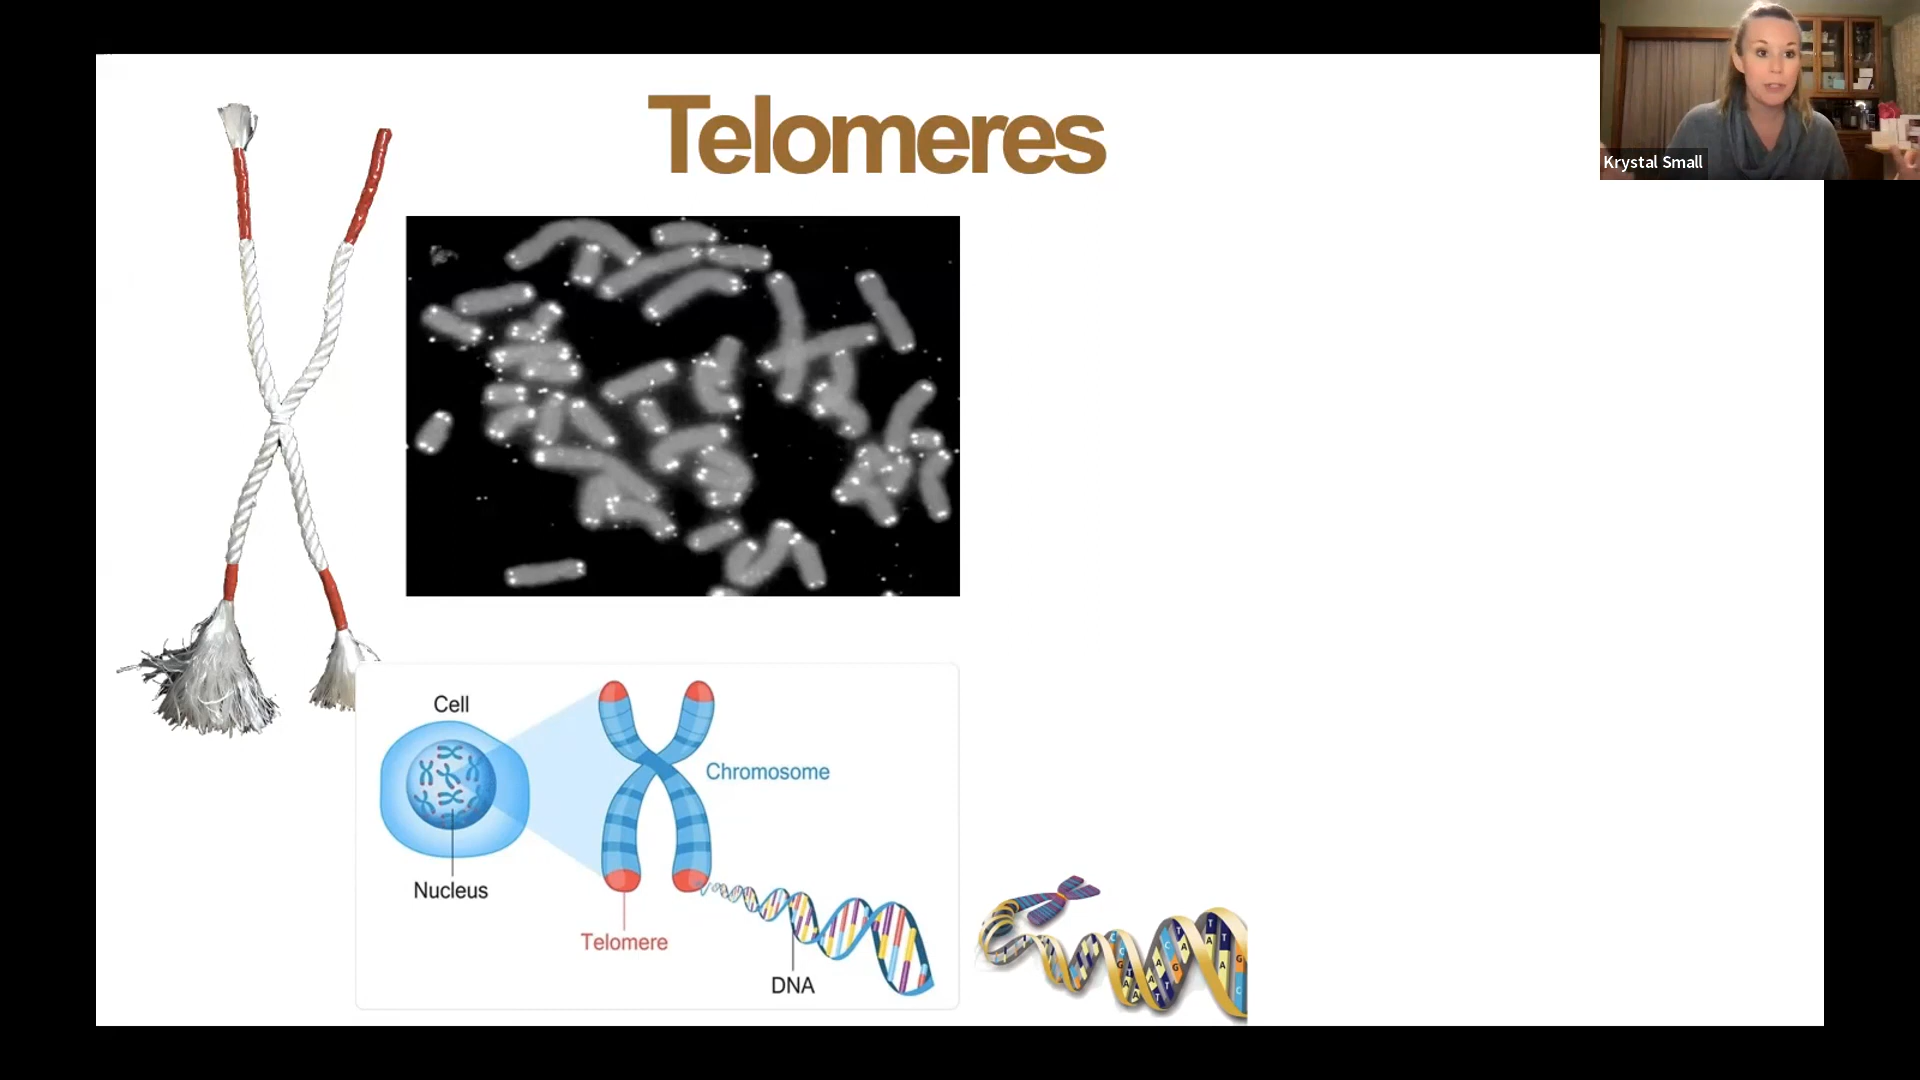 Telomeres
Krystal Small
Cell
Chromosome
Nucleus
Telomere
DNA